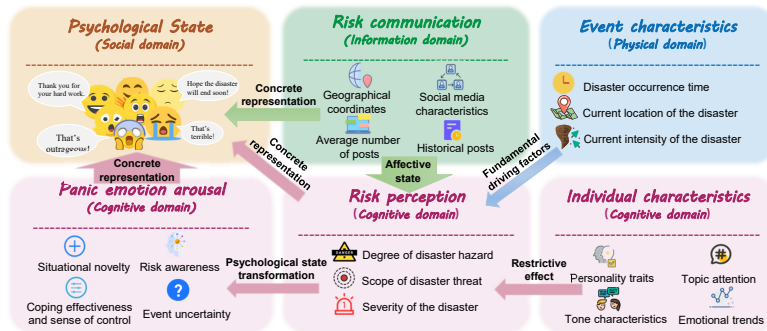 Psychological State
(Social domain)
Thank you for
your hard work.
Hope the disaster
will end soon!
That's
outrageous!
That's
terrible!
Concrete
representation
Risk communication
(Information domain)
Geographical
coordinates
Social media
characteristics
Average number
of posts
Historical posts
Event characteristics
(Physical domain)
Disaster occurrence time
Current location of the disaster
Current intensity of the disaster
Concrete
representation
Concrete
representation
Affective
state
Fundamental
driving factors
Panic emotion arousal
(Cognitive domain)
Situational novelty
Risk awareness
Coping effectiveness
and sense of control
Event uncertainty
Psychological state
transformation
Risk perception
(Cognitive domain)
DANGER
Degree of disaster hazard
Scope of disaster threat
Severity of the disaster
Restrictive
effect
Individual characteristics
(Cognitive domain)
Personality traits
Topic attention
Tone characteristics
Emotional trends